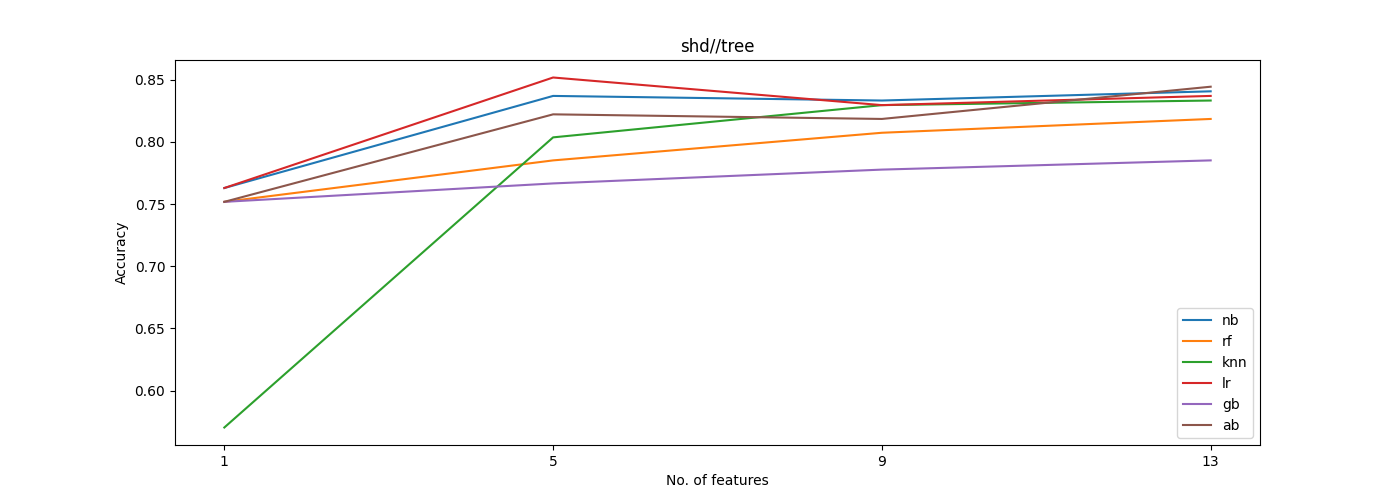 shd//tree
Accuracy
0.85
0.80
0.75
0.70
0.65
0.60
1 5 9 13
No. of features
nb
rf
knn
lr
gb
ab